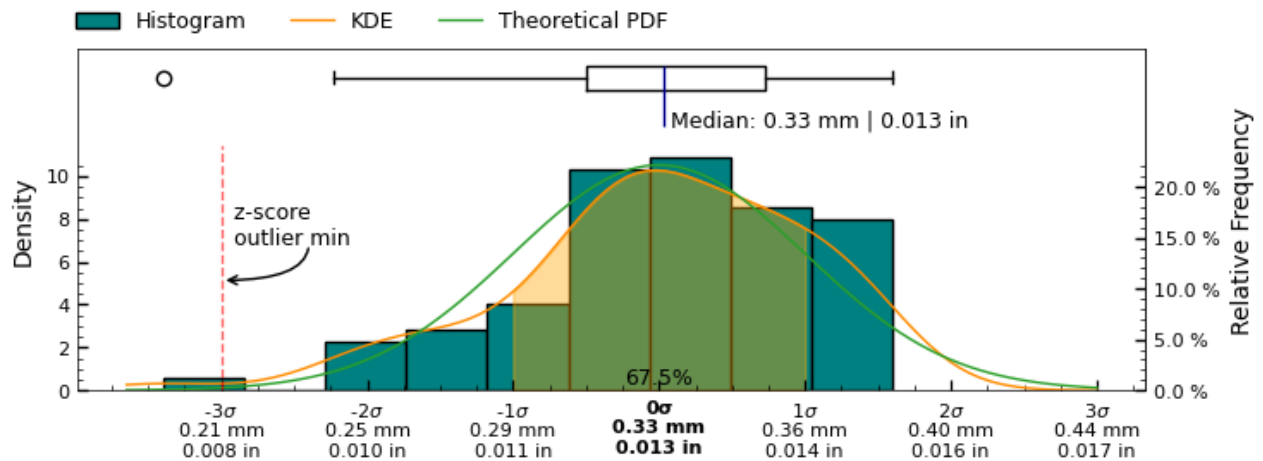 Histogram KDE Theoretical PDF
Median: 0.33 mm | 0.013 in
Density
10
8
6
4
2
0
z-score
outlier min
67.5%
20.0 %
15.0 %
10.0 %
5.0 %
0.0 %
Relative Frequency
-3σ -2σ -1σ 0σ 1σ 2σ 3σ
0.21 mm 0.25 mm 0.29 mm 0.33 mm 0.36 mm 0.40 mm 0.44 mm
0.008 in 0.010 in 0.011 in 0.013 in 0.014 in 0.016 in 0.017 in